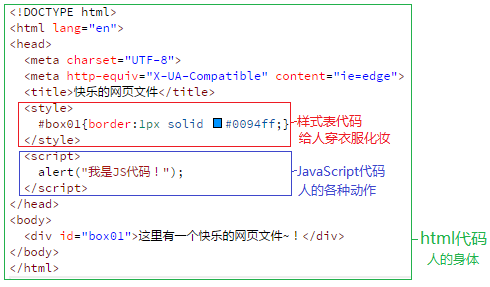 <!DOCTYPE html>
<html lang="en">
<head>
<meta charset="UTF-8">
<meta http-equiv="X-UA-Compatible" content="ie=edge">
<title>快乐的网页文件</title>
<style>
#box01{border:1px solid #0094ff;}
</style>
样式表代码
给人穿衣服化妆
<script>
alert("我是JS代码！");
</script>
JavaScript代码
人的各种动作
</head>
<body>
<div id="box01">这里有一个快乐的网页文件~！</div>
</body>
</html>
html代码
人的身体